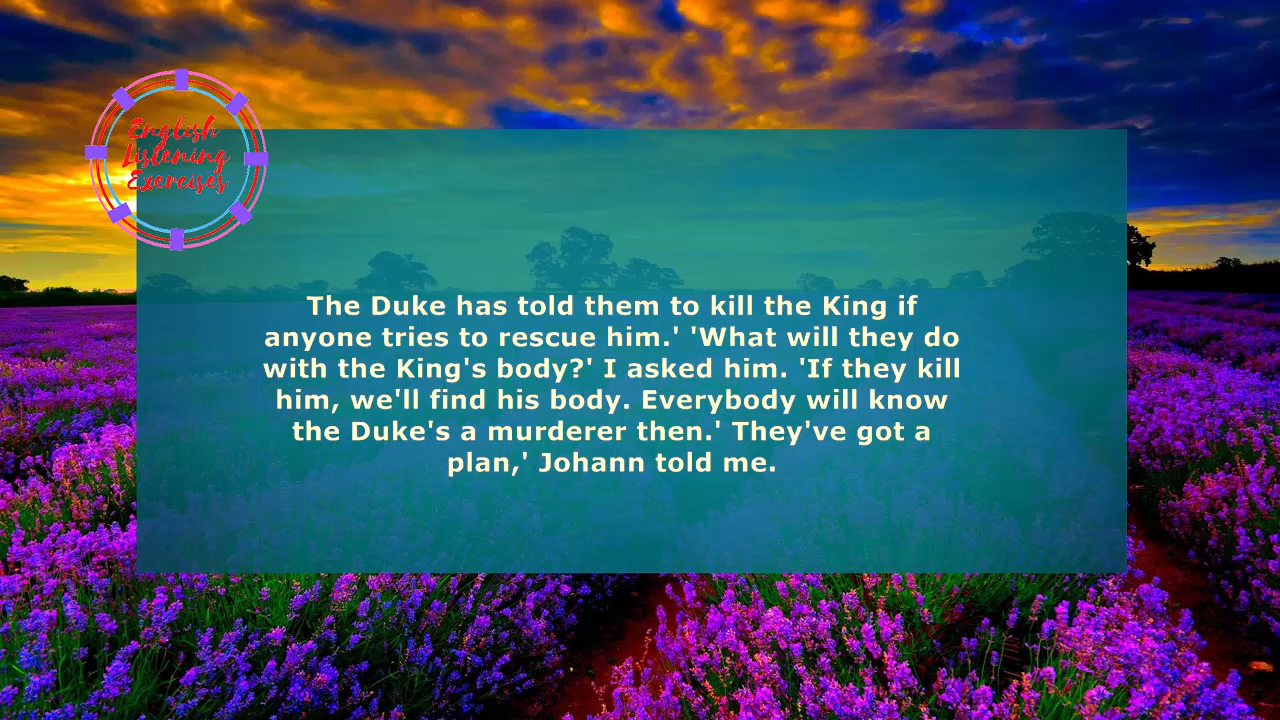 English
Listening
Exercises
The Duke has told them to kill the King if
anyone tries to rescue him.' 'What will they do
with the King's body?' I asked him. 'If they kill
him, we'll find his body. Everybody will know
the Duke's a murderer then.' They've got a
plan,' Johann told me.